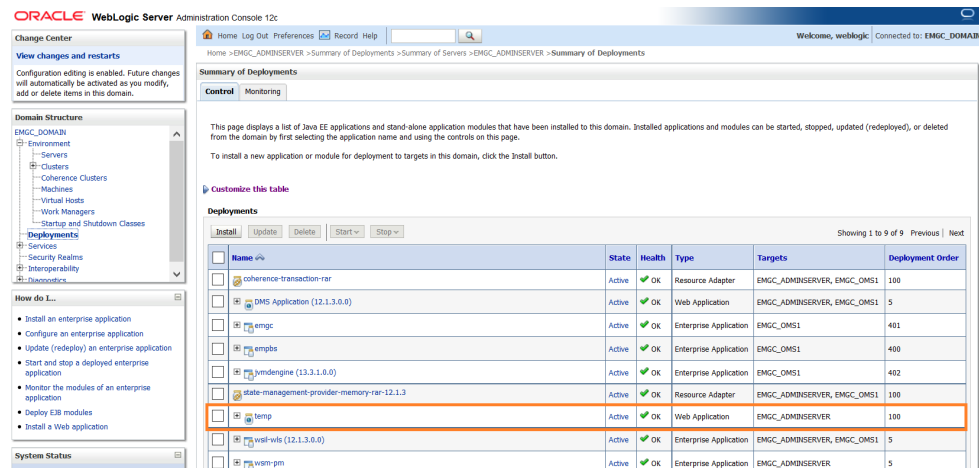 ORACLE WebLogic Server Administration Console 12c
Change Center
View changes and restarts
Configuration editing is enabled. Future changes
will automatically be activated as you modify,
add or delete items in this domain.
Domain Structure
EMGC_DOMAIN
Environment
Servers
Clusters
Coherence Clusters
Machines
Virtual Hosts
Work Managers
Startup and Shutdown Classes
Deployments
Services
Security Realms
Interoperability
Diagnostics
How do I...
Install an enterprise application
Configure an enterprise application
Update (redeploy) an enterprise application
Start and stop a deployed enterprise
application
Monitor the modules of an enterprise
application
Deploy EJB modules
Install a Web application
System Status
Home Log Out Preferences Record Help
Welcome, weblogic Connected to: EMGC_DOMAIN
Home >EMGC_ADMINSERVER >Summary of Deployments >Summary of Servers >EMGC_ADMINSERVER >Summary of Deployments
Summary of Deployments
Control Monitoring
This page displays a list of Java EE applications and stand-alone application modules that have been installed to this domain. Installed applications and modules can be started, stopped, updated (redeployed), or deleted
from the domain by first selecting the application name and using the controls on this page.
To install a new application or module for deployment to targets in this domain, click the Install button.
Customize this table
Deployments
Install Update Delete Start Stop Showing 1 to 9 of 9 Previous | Next
Name State Health Type Targets Deployment Order
coherence-transaction-rar Active OK Resource Adapter EMGC_ADMINSERVER, EMGC_OMS1 100
DMS Application (12.1.3.0.0) Active OK Web Application EMGC_ADMINSERVER, EMGC_OMS1 5
emgc Active OK Enterprise Application EMGC_OMS1 401
empbs Active OK Enterprise Application EMGC_OMS1 400
jvmdengine (13.3.1.0.0) Active OK Enterprise Application EMGC_OMS1 402
state-management-provider-memory-rar-12.1.3 Active OK Resource Adapter EMGC_ADMINSERVER, EMGC_OMS1 100
temp Active OK Web Application EMGC_ADMINSERVER 100
wsil-wls (12.1.3.0.0) Active OK Enterprise Application EMGC_ADMINSERVER, EMGC_OMS1 5
wsm-pm Active OK Enterprise Application EMGC_ADMINSERVER 5